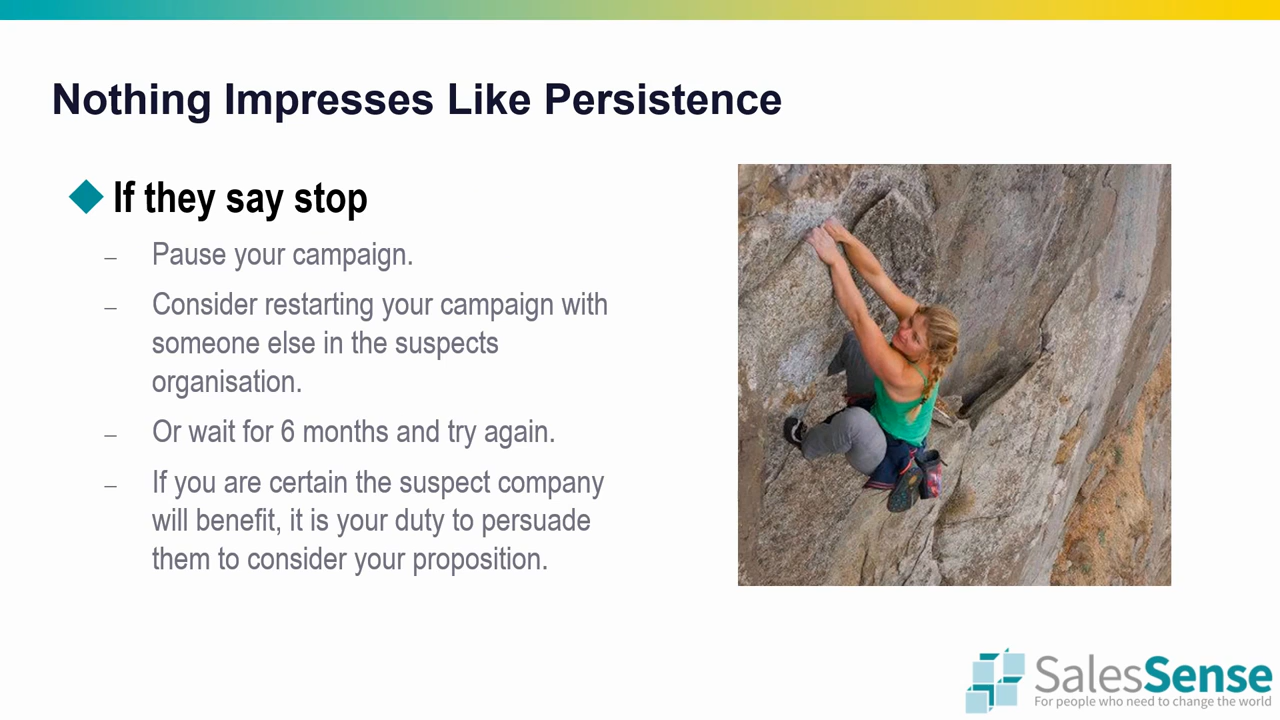 Nothing Impresses Like Persistence
If they say stop
– Pause your campaign.
– Consider restarting your campaign with
someone else in the suspects
organisation.
– Or wait for 6 months and try again.
– If you are certain the suspect company
will benefit, it is your duty to persuade
them to consider your proposition.
SalesSense
For people who need to change the world